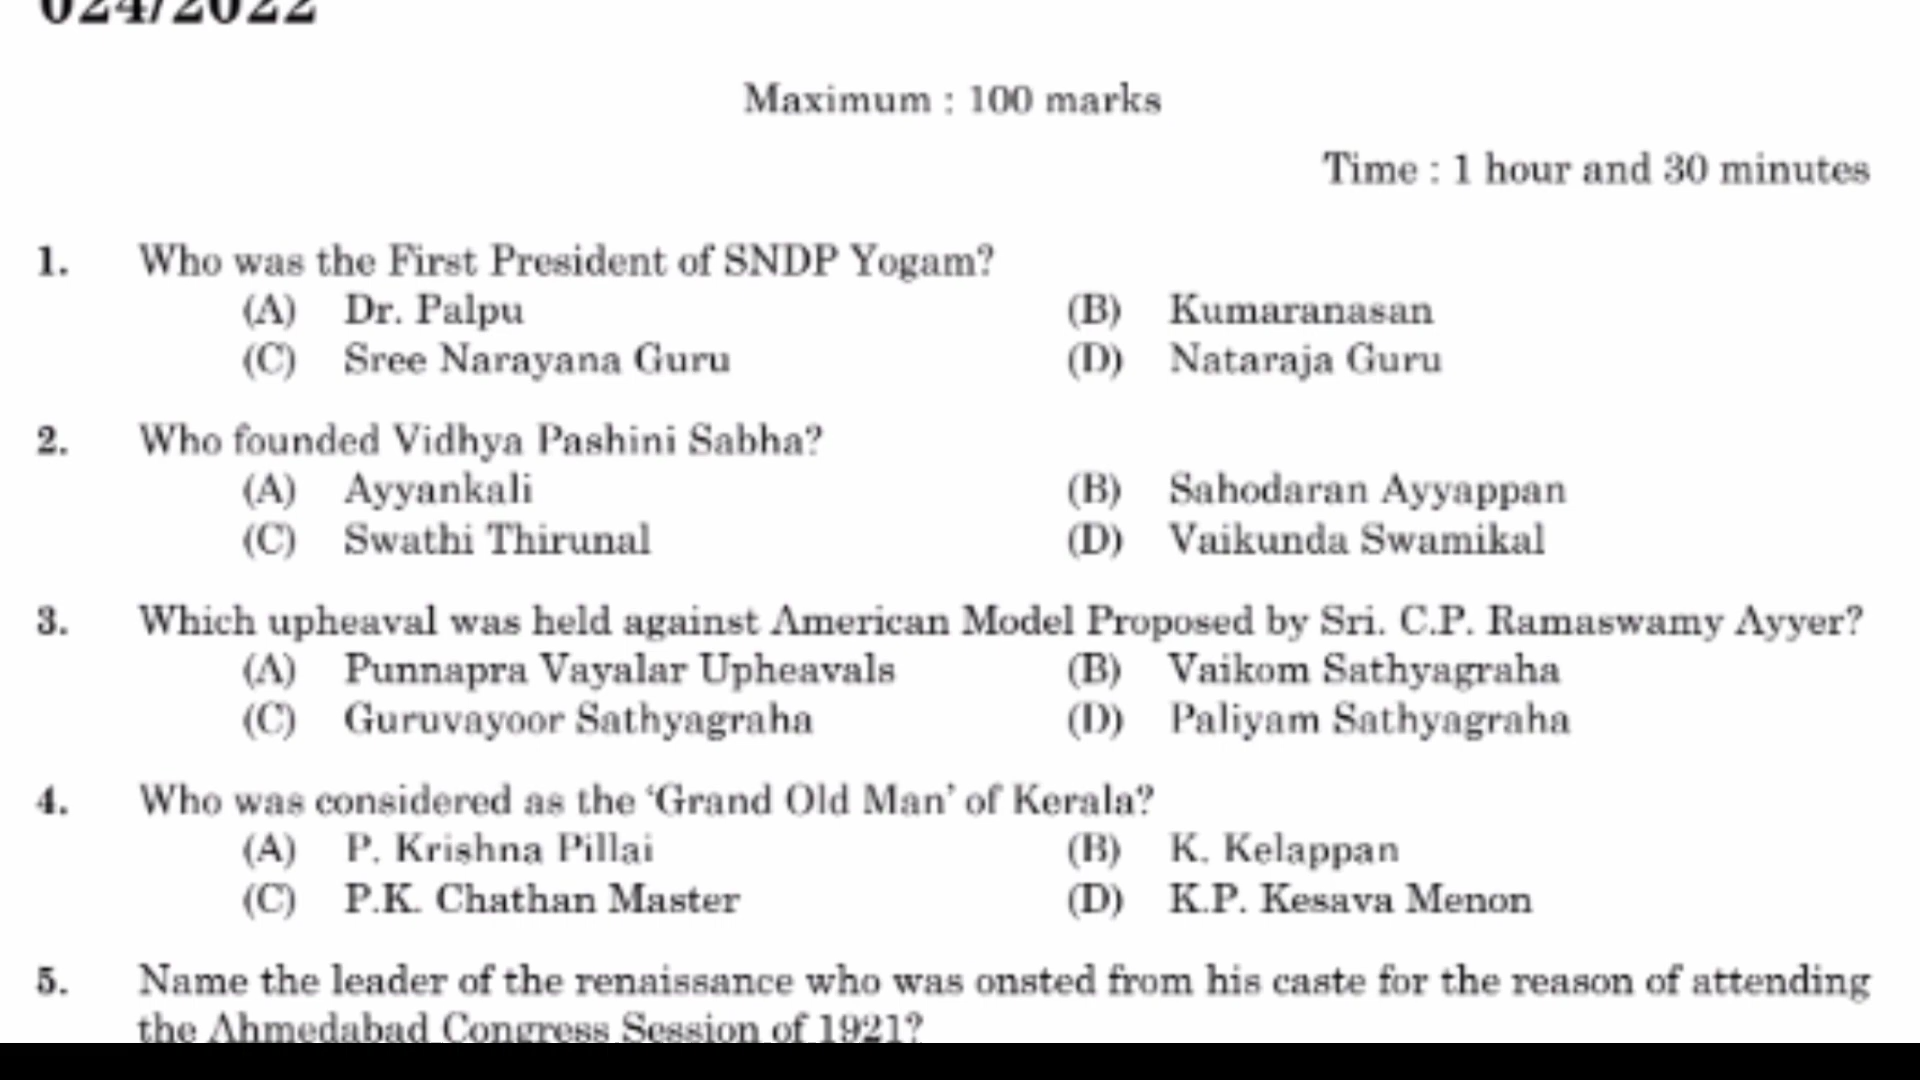 024/2022
Maximum : 100 marks
Time : 1 hour and 30 minutes
1. Who was the First President of SNDP Yogam?
(A) Dr. Palpu (B) Kumaranasan
(C) Sree Narayana Guru (D) Nataraja Guru
2. Who founded Vidhya Pashini Sabha?
(A) Ayyankali (B) Sahodaran Ayyappan
(C) Swathi Thirunal (D) Vaikunda Swamikal
3. Which upheaval was held against American Model Proposed by Sri. C.P. Ramaswamy Ayyer?
(A) Punnapra Vayalar Upheavals (B) Vaikom Sathyagraha
(C) Guruvayoor Sathyagraha (D) Paliyam Sathyagraha
4. Who was considered as the ‘Grand Old Man’ of Kerala?
(A) P. Krishna Pillai (B) K. Kelappan
(C) P.K. Chathan Master (D) K.P. Kesava Menon
5. Name the leader of the renaissance who was onsted from his caste for the reason of attending
the Ahmedabad Congress Session of 1921?